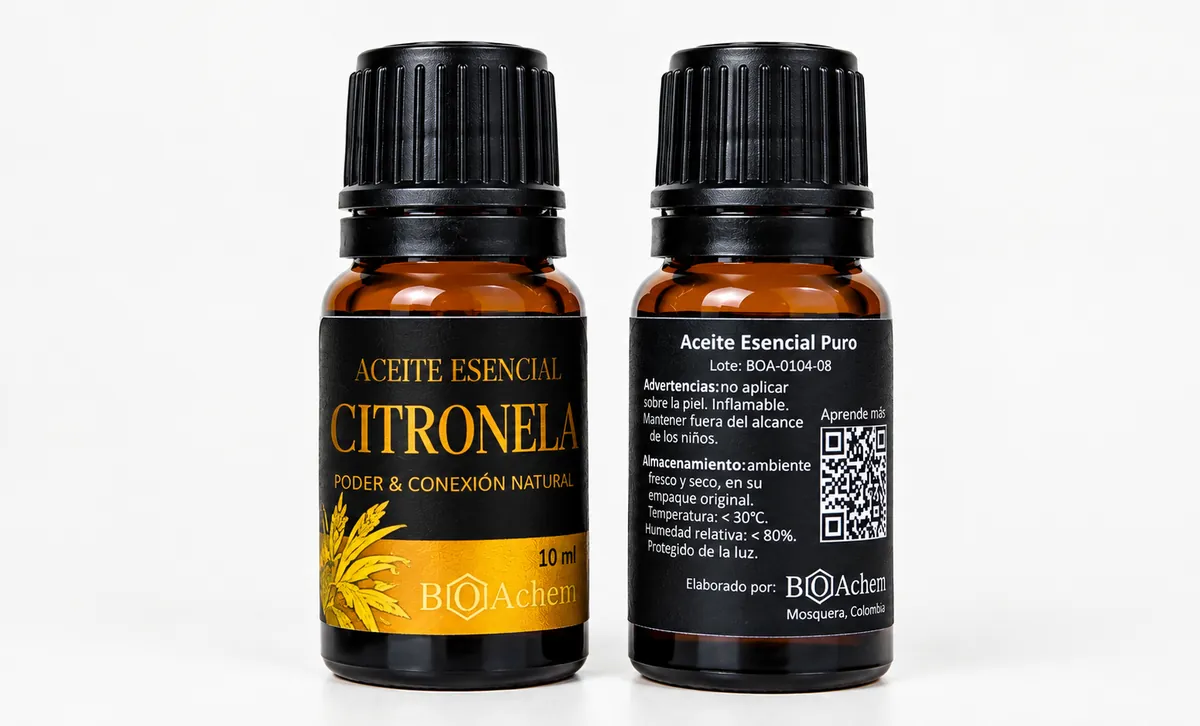 ACEITE ESENCIAL
CITRONELA
PODER & CONEXIÓN NATURAL
10 ml
BOAchem
Aceite Esencial Puro
Lote: BOA-0104-08
Advertencias: no aplicar
sobre la piel. Inflamable.
Mantener fuera del alcance
de los niños.
Aprende más
Almacenamiento: ambiente
fresco y seco, en su
empaque original.
Temperatura: < 30°C.
Humedad relativa: < 80%.
Protegido de la luz.
Elaborado por: BOAchem
Mosquera, Colombia